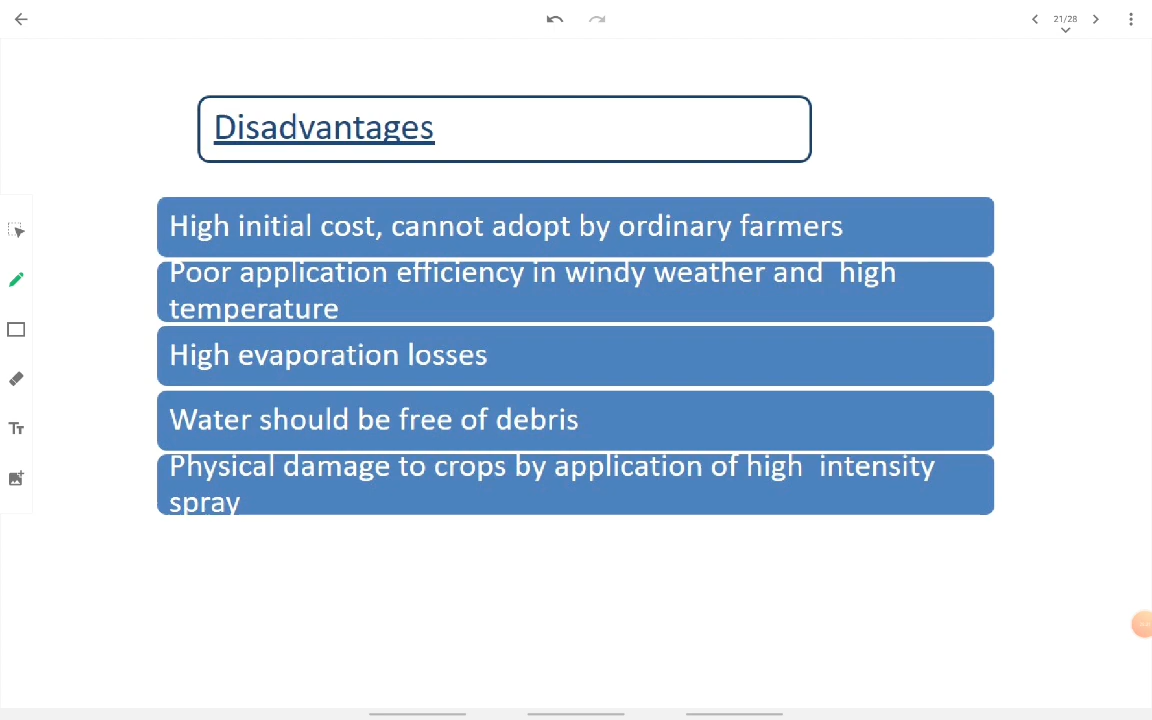 21/28
Disadvantages
High initial cost, cannot adopt by ordinary farmers
Poor application efficiency in windy weather and  high
temperature
High evaporation losses
Water should be free of debris
Tт
Physical damage to crops by application of high  intensity
spray